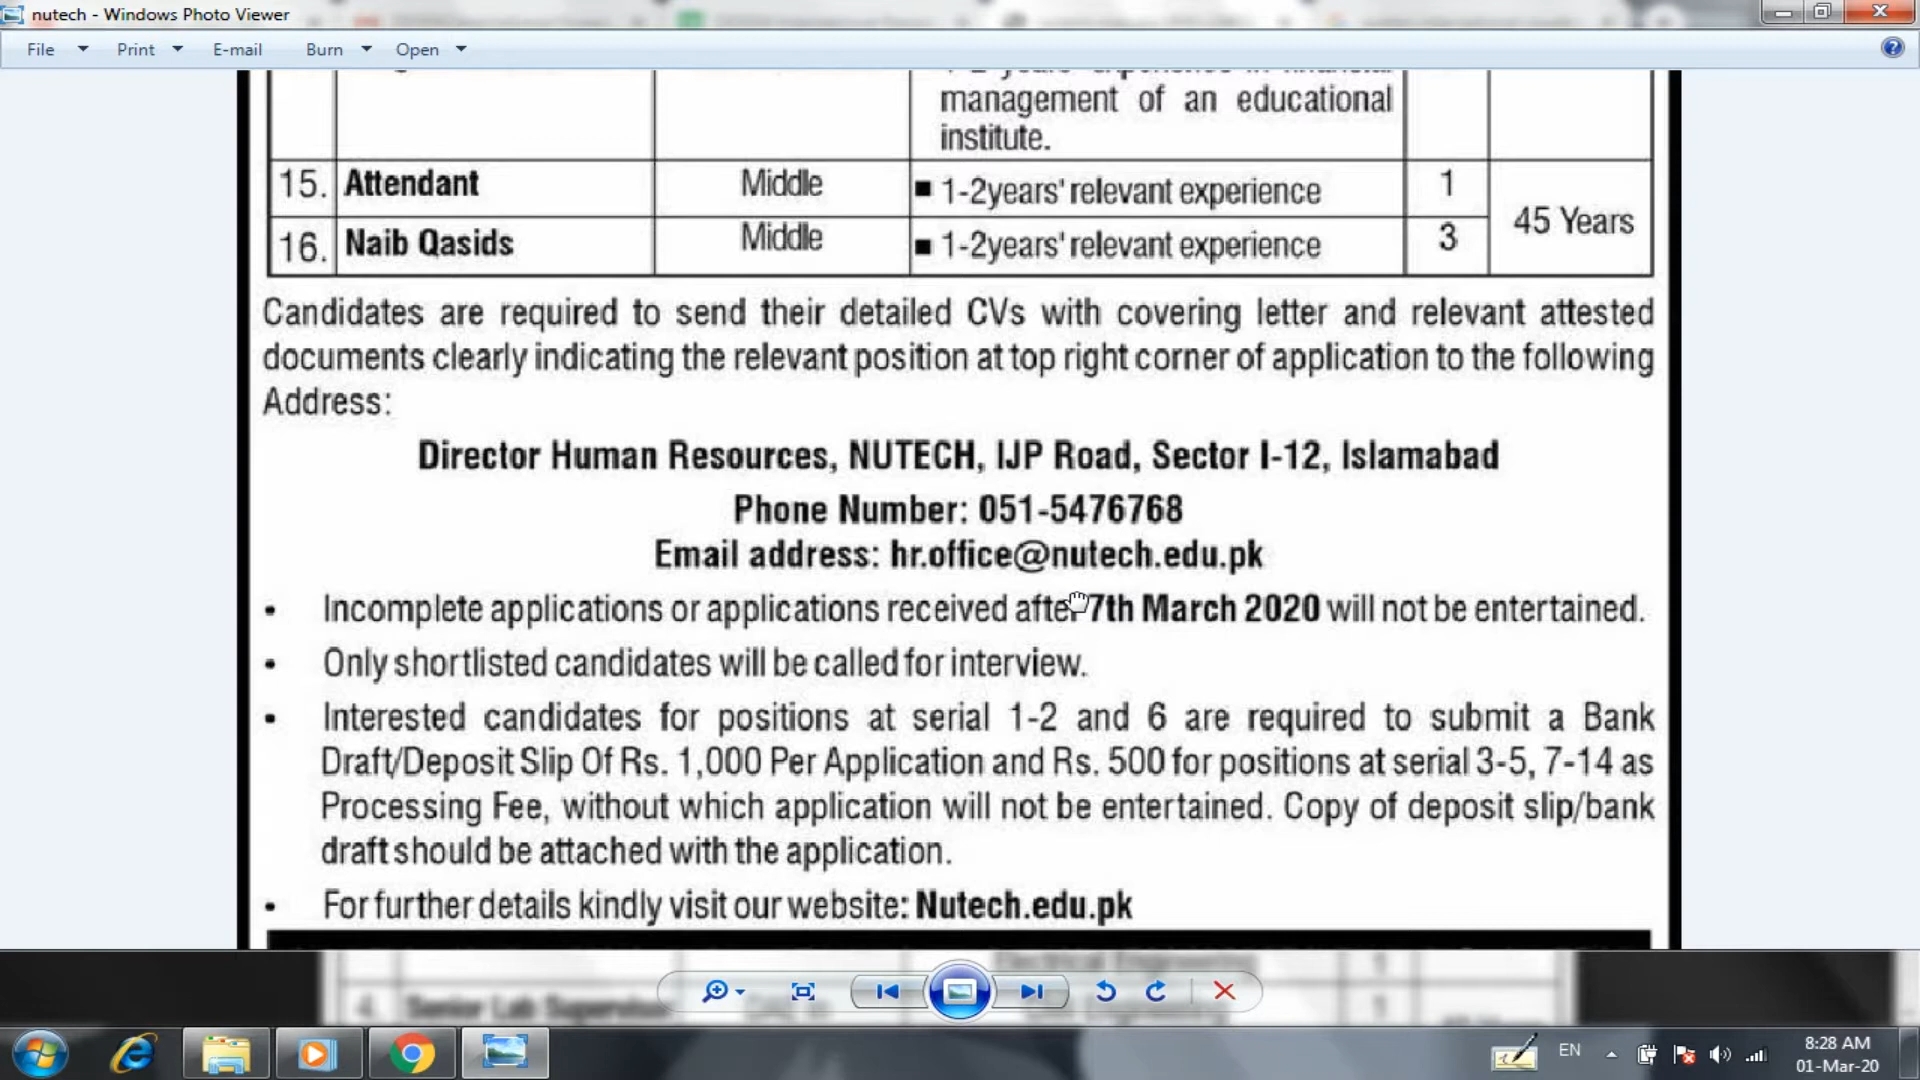 nutech - Windows Photo Viewer
File Print E-mail Burn Open
management of an educational
institute.
15. Attendant Middle ▪ 1-2years' relevant experience 1
45 Years
16. Naib Qasids Middle ▪ 1-2years' relevant experience 3
Candidates are required to send their detailed CVs with covering letter and relevant attested
documents clearly indicating the relevant position at top right corner of application to the following
Address:
Director Human Resources, NUTECH, IJP Road, Sector I-12, Islamabad
Phone Number: 051-5476768
Email address: hr.office@nutech.edu.pk
• Incomplete applications or applications received after 7th March 2020 will not be entertained.
• Only shortlisted candidates will be called for interview.
• Interested candidates for positions at serial 1-2 and 6 are required to submit a Bank
Draft/Deposit Slip Of Rs. 1,000 Per Application and Rs. 500 for positions at serial 3-5, 7-14 as
Processing Fee, without which application will not be entertained. Copy of deposit slip/bank
draft should be attached with the application.
• For further details kindly visit our website: Nutech.edu.pk
Electrical Engineering 1
4. Senior Lab Supervisor
EN
8:28 AM
01-Mar-20